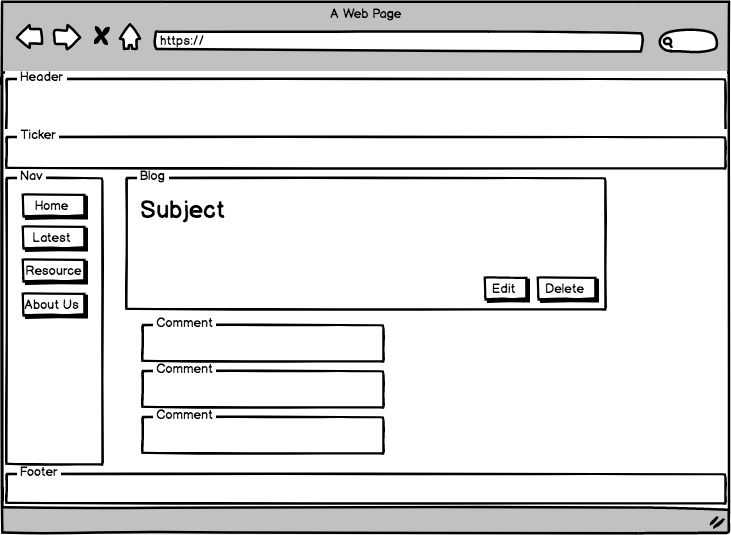 A Web Page
https://
Header
Ticker
Nav
Home
Latest
Resource
About Us
Blog
Subject
Edit
Delete
Comment
Comment
Comment
Footer